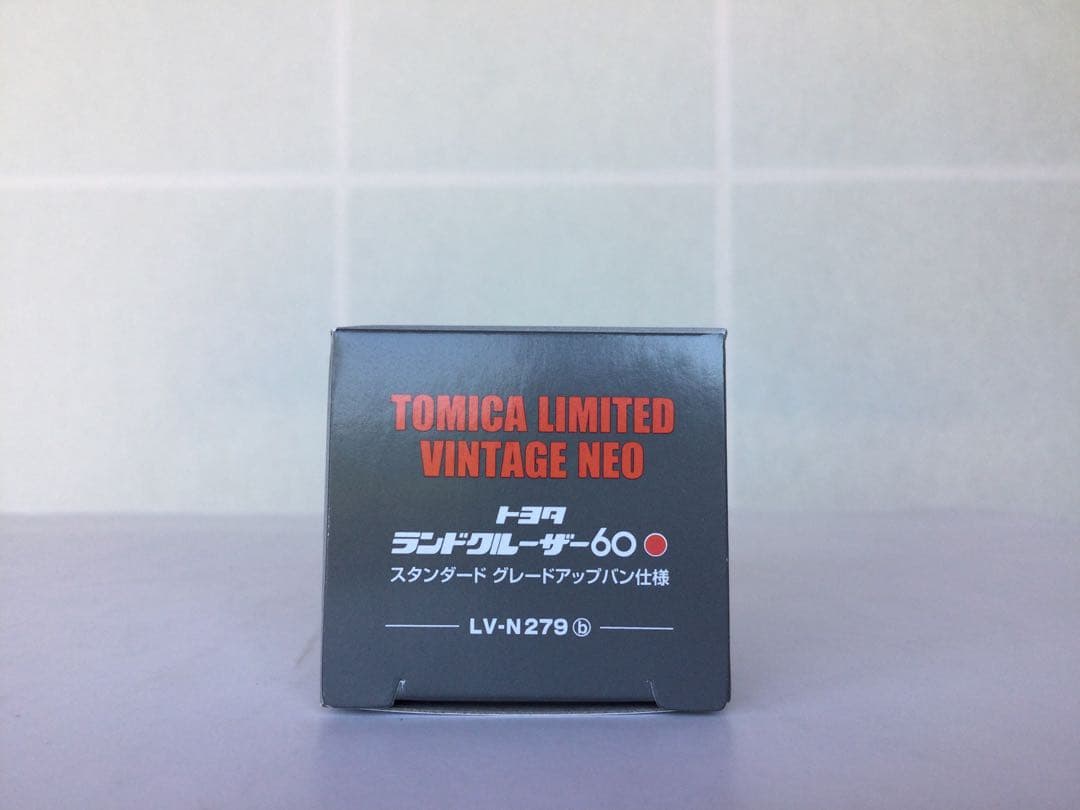 TOMICA LIMITED
VINTAGE NEO
トヨタ
ランドクルーザー60
スタンダード グレードアップバン仕様
LV-N279ⓑ